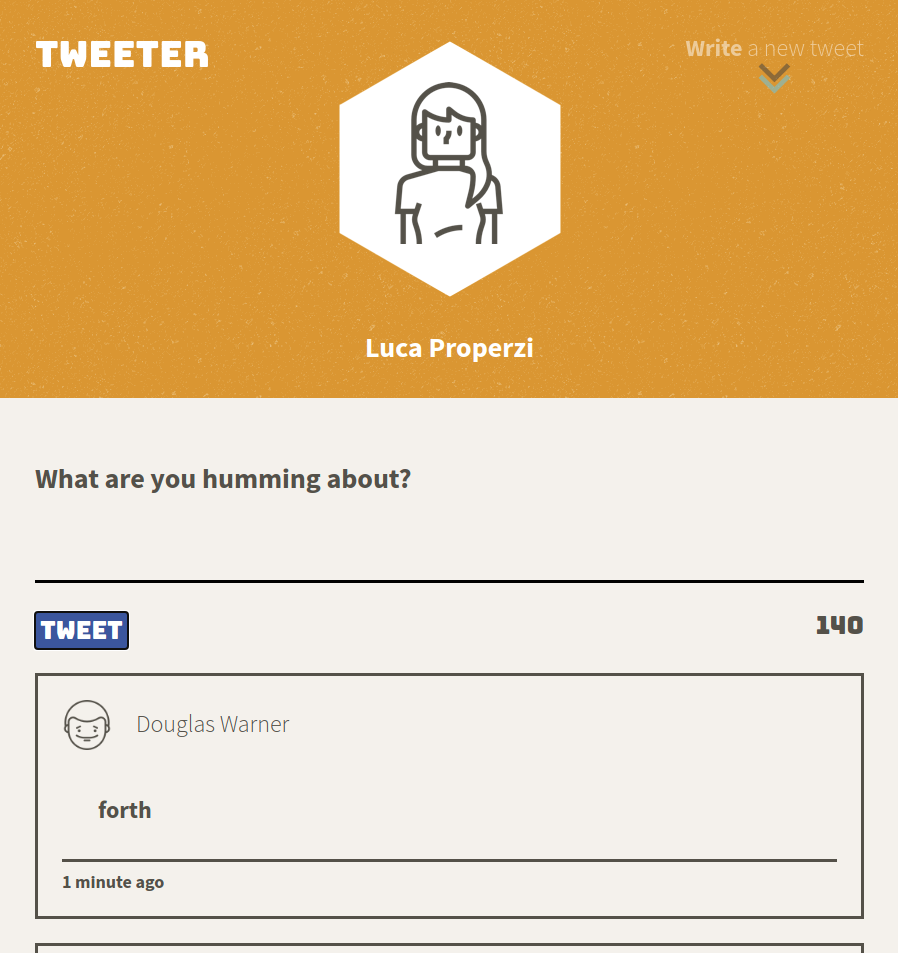 TWEETER
Write a new tweet
Luca Properzi
What are you humming about?
TWEET
140
Douglas Warner
forth
1 minute ago